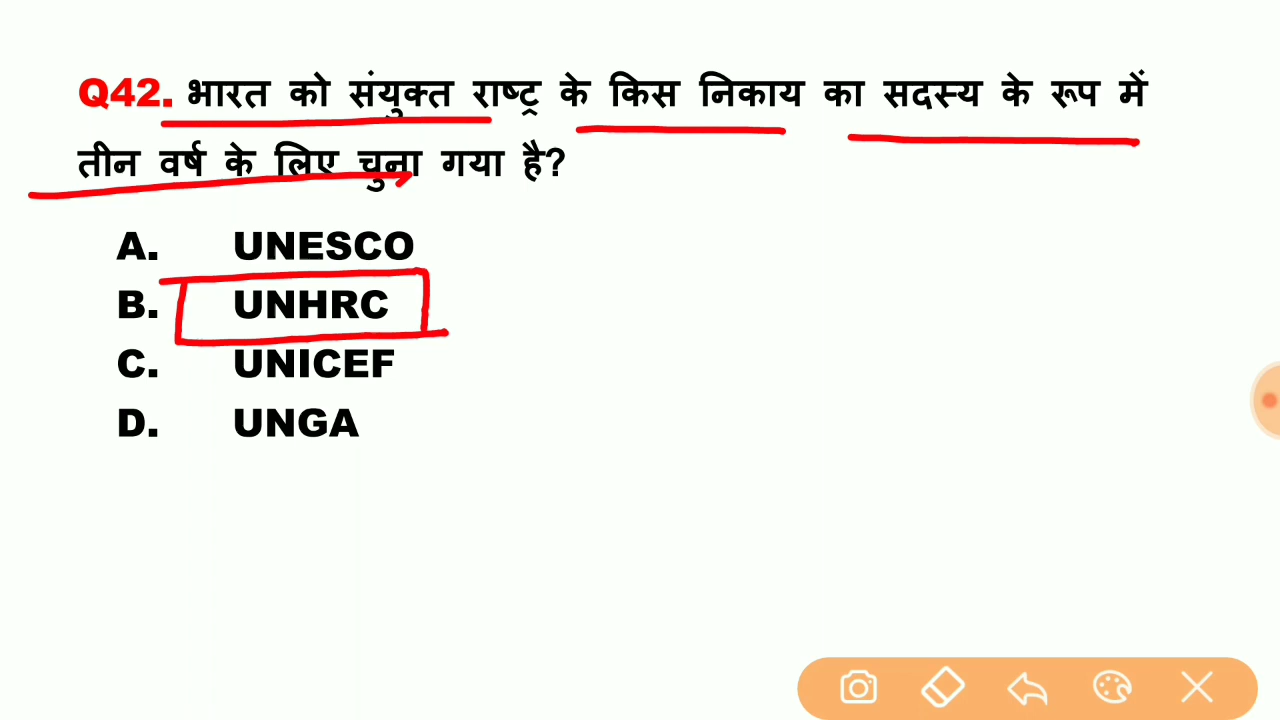 Q42. भारत को संयुक्त राष्ट्र के किस निकाय का सदस्य के रूप में
तीन वर्ष के लिए चुना गया है?
A. UNESCO
B. UNHRC
C. UNICEF
D. UNGA